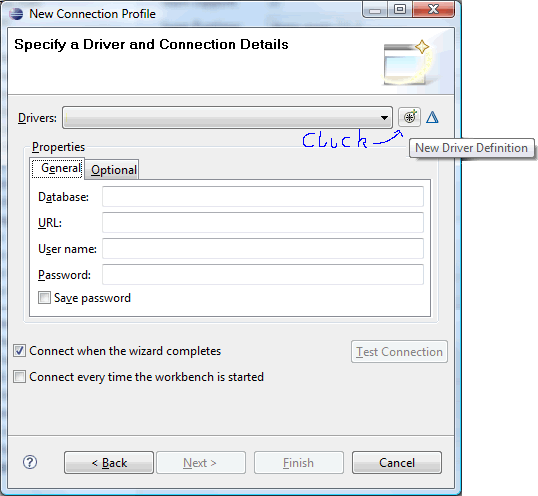 New Connection Profile
Specify a Driver and Connection Details
Drivers:
CLUCK
New Driver Definition
Properties
General Optional
Database:
URL:
User name:
Password:
Save password
Connect when the wizard completes
Test Connection
Connect every time the workbench is started
? < Back Next > Finish Cancel